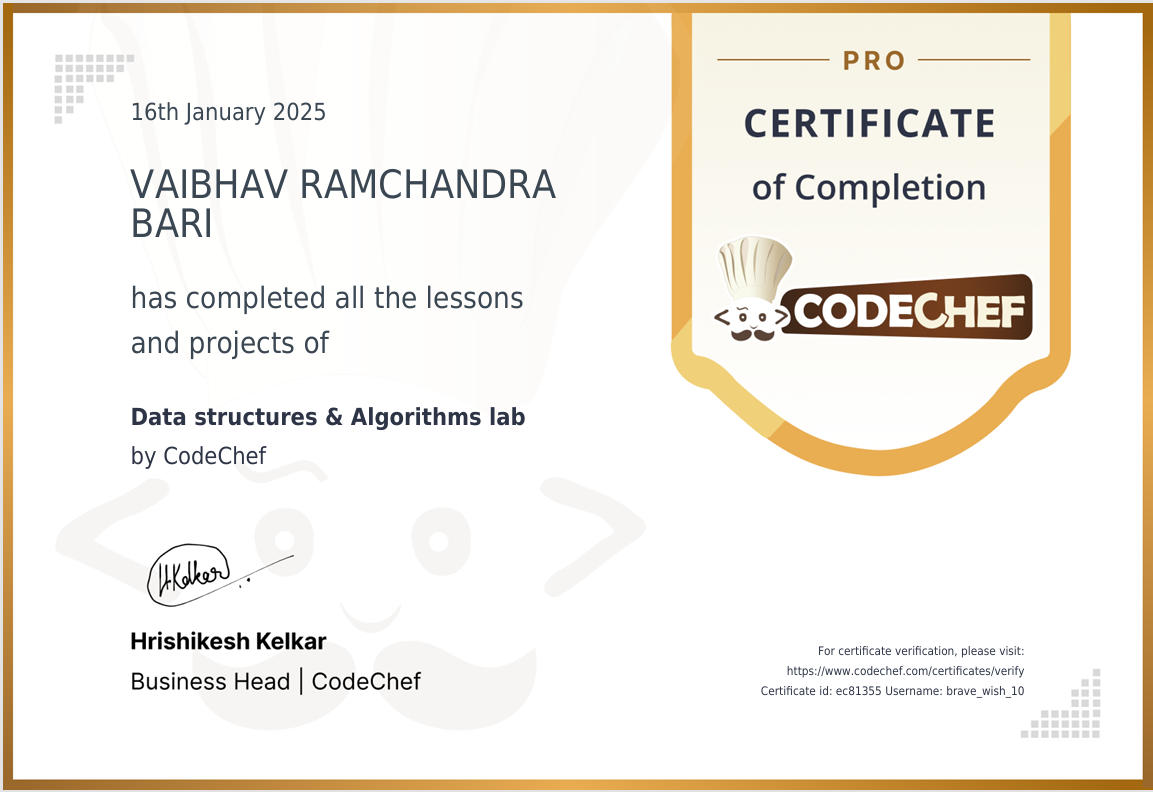 16th January 2025
VAIBHAV RAMCHANDRA
BARI
has completed all the lessons
and projects of
Data structures & Algorithms lab
by CodeChef
H.Kelkar
Hrishikesh Kelkar
Business Head | CodeChef
PRO
CERTIFICATE
of Completion
CODECHEF
For certificate verification, please visit:
https://www.codechef.com/certificates/verify
Certificate id: ec81355 Username: brave_wish_10